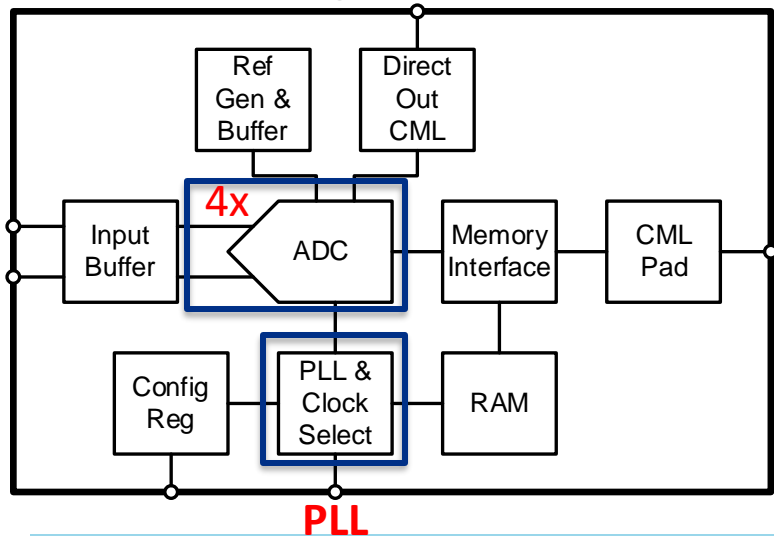 Ref
Gen &
Buffer
Direct
Out
CML
4x
Input
Buffer
ADC
Memory
Interface
CML
Pad
Config
Reg
PLL &
Clock
Select
RAM
PLL